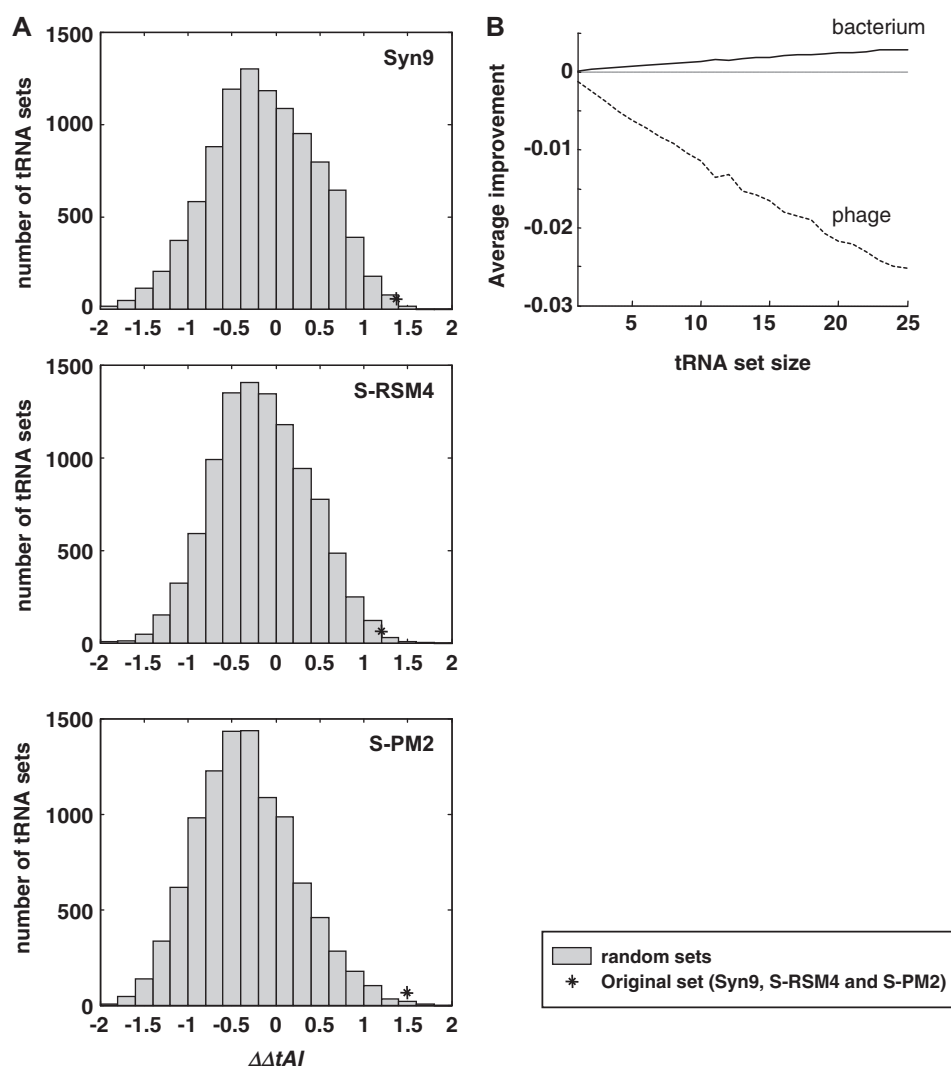 A
1500
1000
500
0
number of tRNA sets
Syn9
-2 -1.5 -1 -0.5 0 0.5 1 1.5 2
1500
1000
500
0
number of tRNA sets
S-RSM4
-2 -1.5 -1 -0.5 0 0.5 1 1.5 2
1500
1000
500
0
number of tRNA sets
S-PM2
-2 -1.5 -1 -0.5 0 0.5 1 1.5 2
ΔΔtAI
B
bacterium
0
-0.01
-0.02
-0.03
Average improvement
phage
5 10 15 20 25
tRNA set size
random sets
* Original set (Syn9, S-RSM4 and S-PM2)